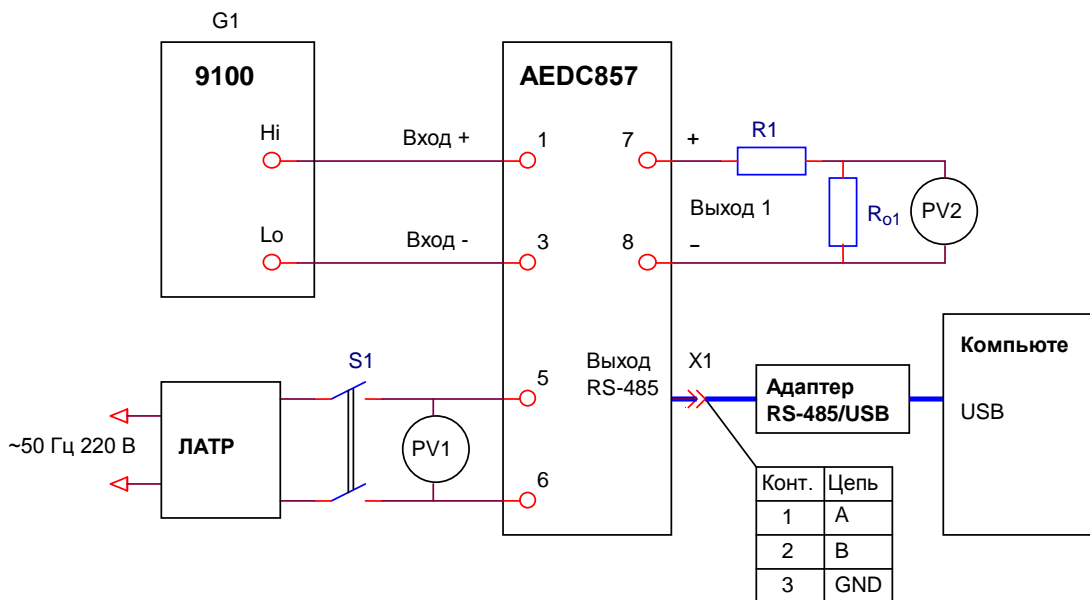 G1
9100
AEDC857
Hi
Вход +
1
7
+
R1
Выход 1
Ro1
PV2
Lo
Вход -
3
8
–
S1
Выход
RS-485
X1
Компьюте
5
Адаптер
RS-485/USB
USB
~50 Гц 220 В
ЛАТР
PV1
6
Конт. Цепь
1 A
2 B
3 GND